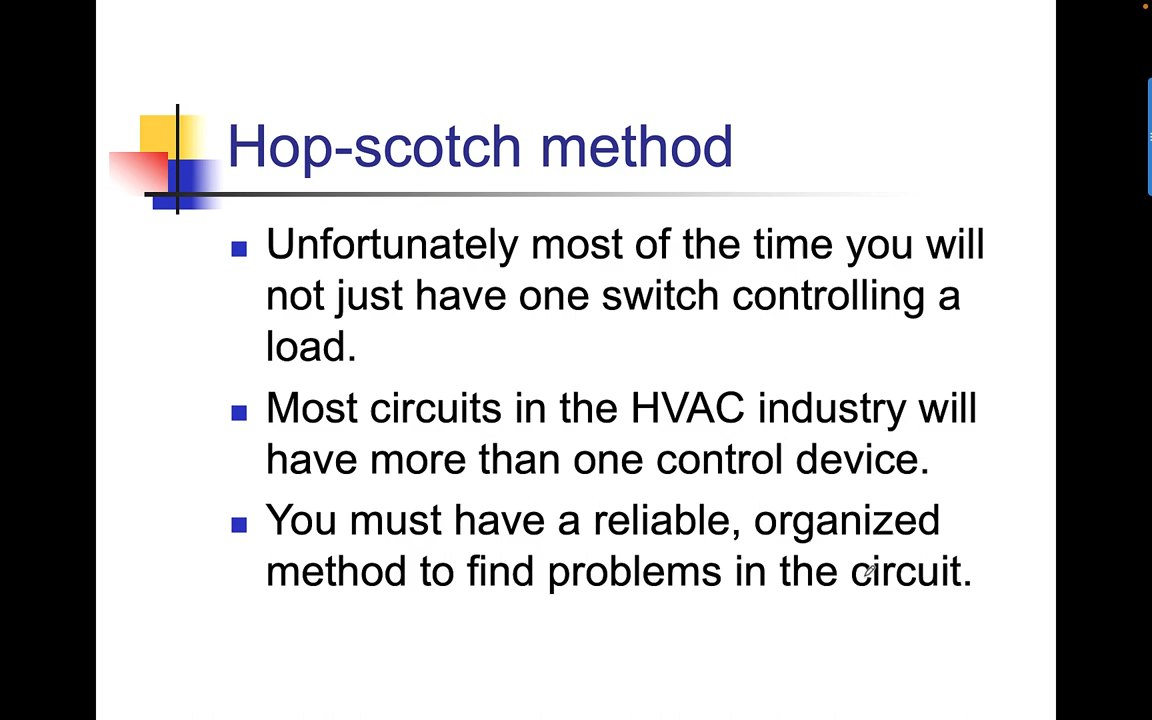 Hop-scotch method
Unfortunately most of the time you will
not just have one switch controlling a
load.
Most circuits in the HVAC industry will
have more than one control device.
You must have a reliable, organized
method to find problems in the circuit.